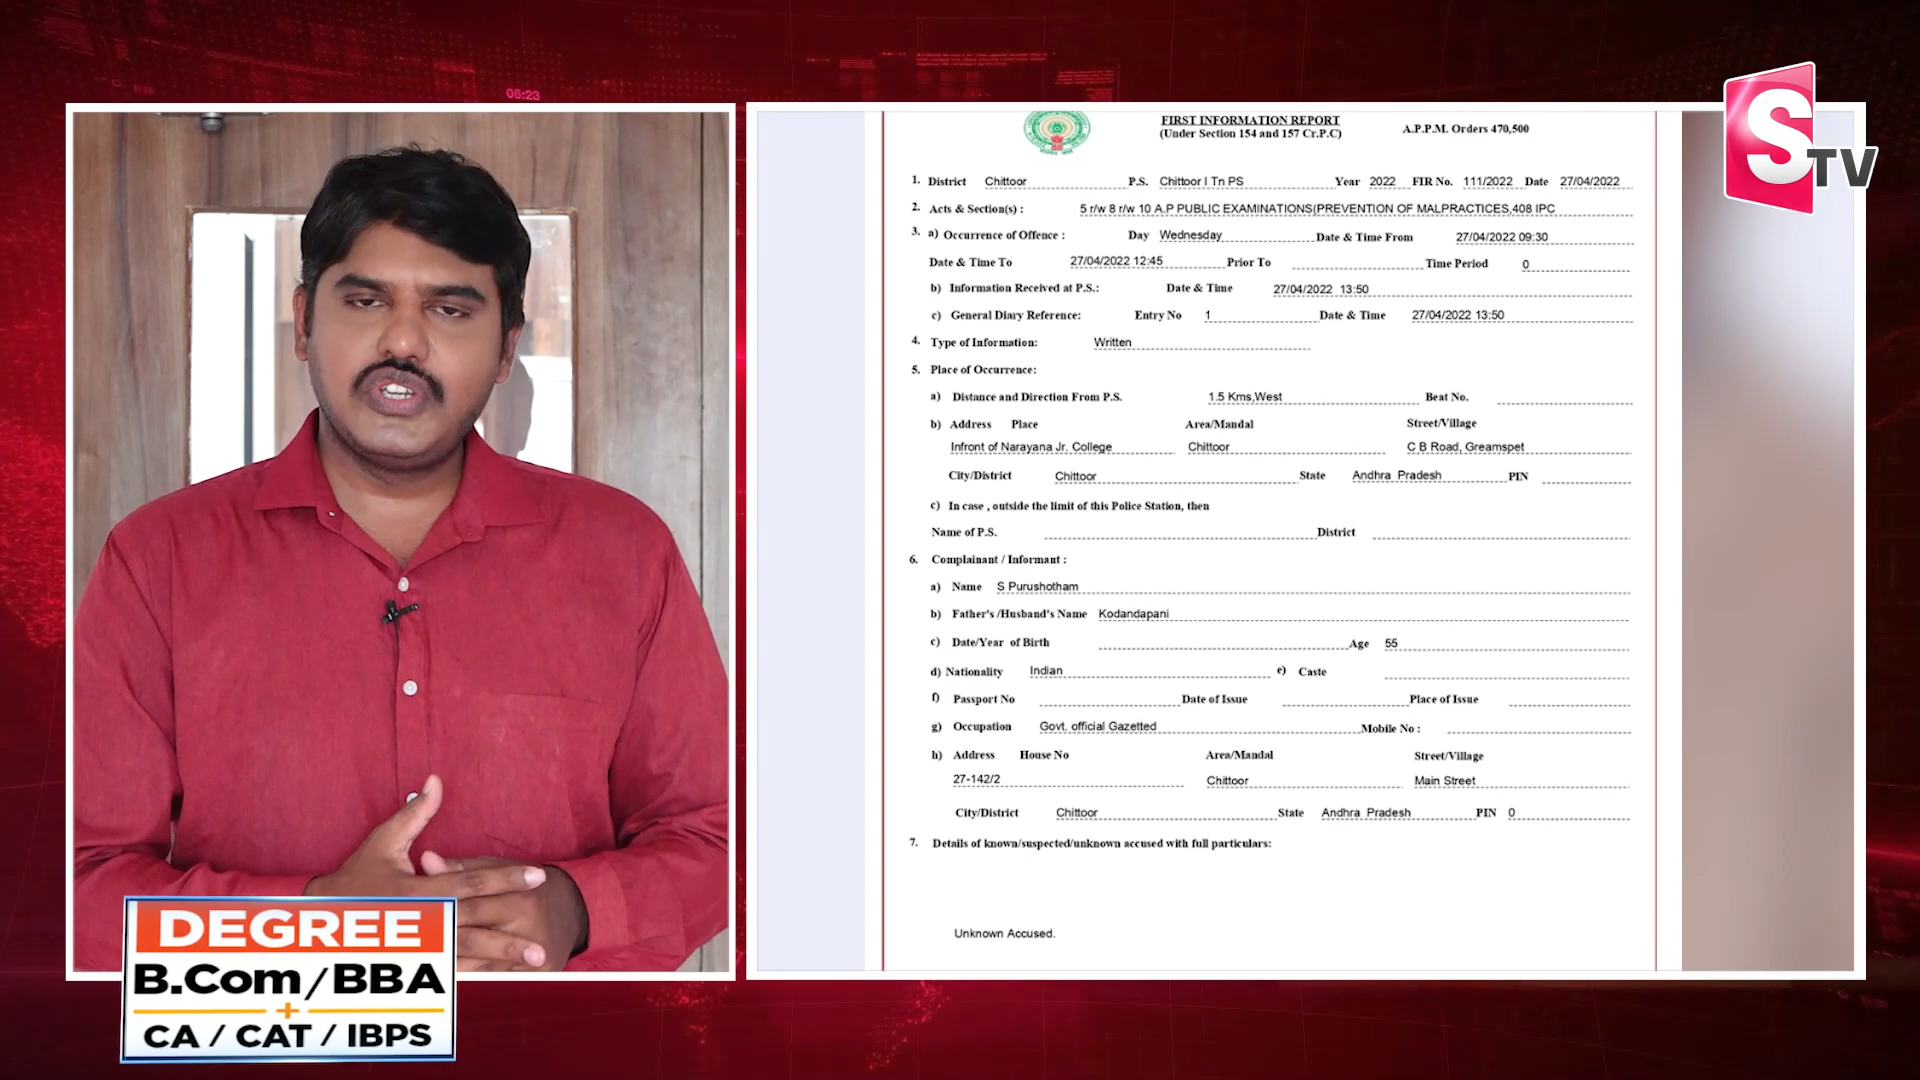 06:23
STV
FIRST INFORMATION REPORT
(Under Section 154 and 157 Cr.P.C)
A.P.P.M. Orders 470,500
1. District Chittoor P.S. Chittoor I Tn PS Year 2022 FIR No. 111/2022 Date 27/04/2022
2. Acts & Section(s) : 5 r/w 8 r/w 10 A.P PUBLIC EXAMINATIONS(PREVENTION OF MALPRACTICES,408 IPC
3. a) Occurrence of Offence : Day Wednesday Date & Time From 27/04/2022 09:30
Date & Time To 27/04/2022 12:45 Prior To Time Period 0
b) Information Received at P.S.: Date & Time 27/04/2022 13:50
c) General Diary Reference: Entry No 1 Date & Time 27/04/2022 13:50
4. Type of Information: Written
5. Place of Occurrence:
a) Distance and Direction From P.S. 1.5 Kms,West Beat No.
b) Address Place Area/Mandal Street/Village
Infront of Narayana Jr. College Chittoor C B Road, Greamspet
City/District Chittoor State Andhra Pradesh PIN
c) In case , outside the limit of this Police Station, then
Name of P.S. District
6. Complainant / Informant :
a) Name S Purushotham
b) Father's /Husband's Name Kodandapani
c) Date/Year of Birth Age 55
d) Nationality Indian e) Caste
f) Passport No Date of Issue Place of Issue
g) Occupation Govt. official Gazetted Mobile No :
h) Address House No Area/Mandal Street/Village
27-142/2 Chittoor Main Street
City/District Chittoor State Andhra Pradesh PIN 0
7. Details of known/suspected/unknown accused with full particulars:
Unknown Accused.
DEGREE
B.Com/BBA
+
CA / CAT / IBPS